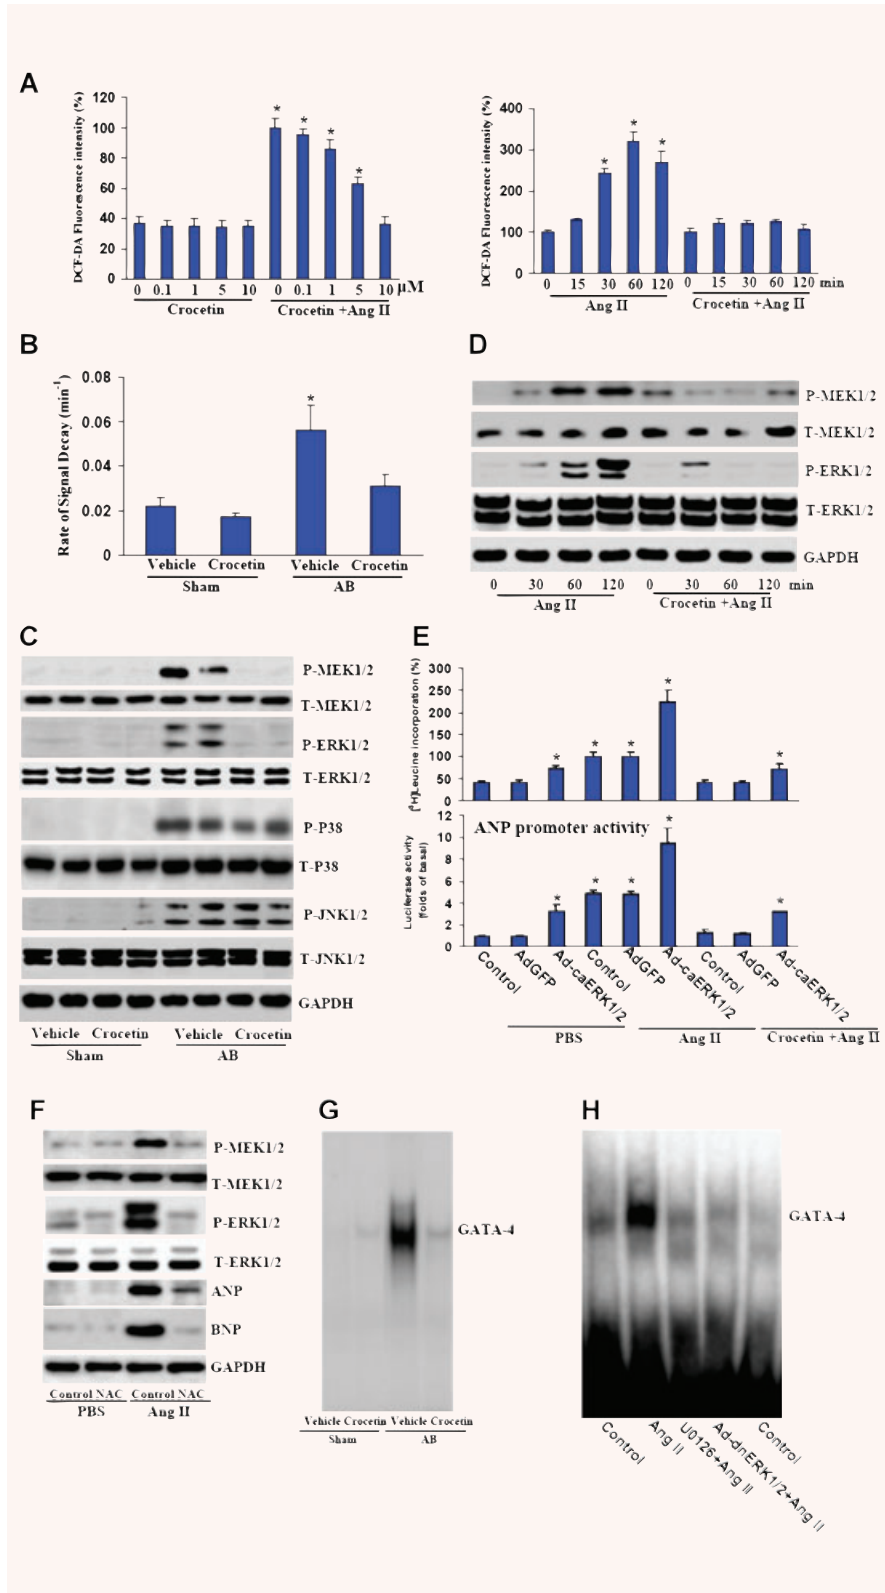 A
DCF-DA Fluorescence intensity (%)
120
100
80
60
40
20
0
* * * *
0 0.1 1 5 10 0 0.1 1 5 10 μM
Crocetin Crocetin +Ang II
DCF-DA Fluorescence intensity (%)
400
300
200
100
0
* * *
0 15 30 60 120 0 15 30 60 120 min
Ang II Crocetin +Ang II
B
Rate of Signal Decay (min-1)
0.08
0.06
0.04
0.02
0
*
Vehicle Crocetin Vehicle Crocetin
Sham AB
D
P-MEK1/2
T-MEK1/2
P-ERK1/2
T-ERK1/2
GAPDH
0 30 60 120 0 30 60 120 min
Ang II Crocetin +Ang II
C
P-MEK1/2
T-MEK1/2
P-ERK1/2
T-ERK1/2
P-P38
T-P38
P-JNK1/2
T-JNK1/2
GAPDH
Vehicle Crocetin Vehicle Crocetin
Sham AB
E
[3H]Leucine incorporation (%)
300
250
200
150
100
50
0
* * * * *
ANP promoter activity
Luciferase activity
(folds of basal)
12
10
8
6
4
2
0
* * * * *
Control AdGFP Ad-caERK1/2 Control AdGFP Ad-caERK1/2 Control AdGFP Ad-caERK1/2
PBS Ang II Crocetin +Ang II
F
P-MEK1/2
T-MEK1/2
P-ERK1/2
T-ERK1/2
ANP
BNP
GAPDH
Control NAC Control NAC
PBS Ang II
G
GATA-4
Vehicle Crocetin Vehicle Crocetin
Sham AB
H
GATA-4
Control
Ang II
U0126+Ang II
Ad-dnERK1/2+Ang II
Control